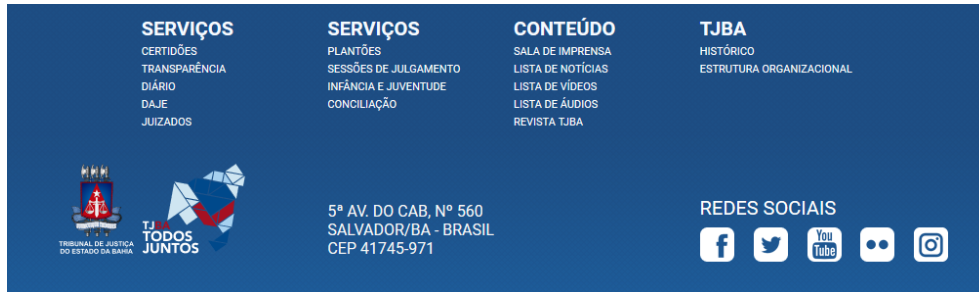 SERVIÇOS
CERTIDÕES
TRANSPARÊNCIA
DIÁRIO
DAJE
JUIZADOS
SERVIÇOS
PLANTÕES
SESSÕES DE JULGAMENTO
INFÂNCIA E JUVENTUDE
CONCILIAÇÃO
CONTEÚDO
SALA DE IMPRENSA
LISTA DE NOTÍCIAS
LISTA DE VÍDEOS
LISTA DE ÁUDIOS
REVISTA TJBA
TJBA
HISTÓRICO
ESTRUTURA ORGANIZACIONAL
TRIBUNAL DE JUSTIÇA
DO ESTADO DA BAHIA
TJBA
TODOS
JUNTOS
5ª AV. DO CAB, Nº 560
SALVADOR/BA - BRASIL
CEP 41745-971
REDES SOCIAIS
You
Tube